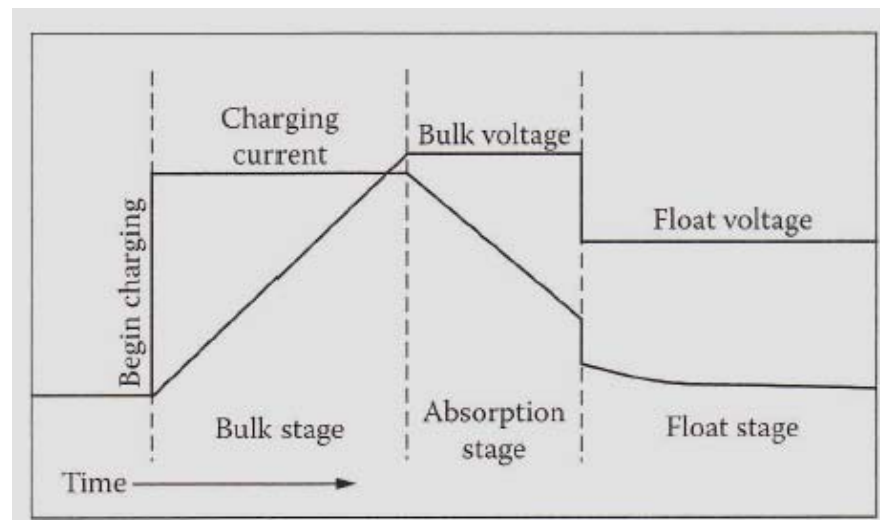 Charging
current
Bulk voltage
Float voltage
Begin charging
Bulk stage
Absorption
stage
Float stage
Time